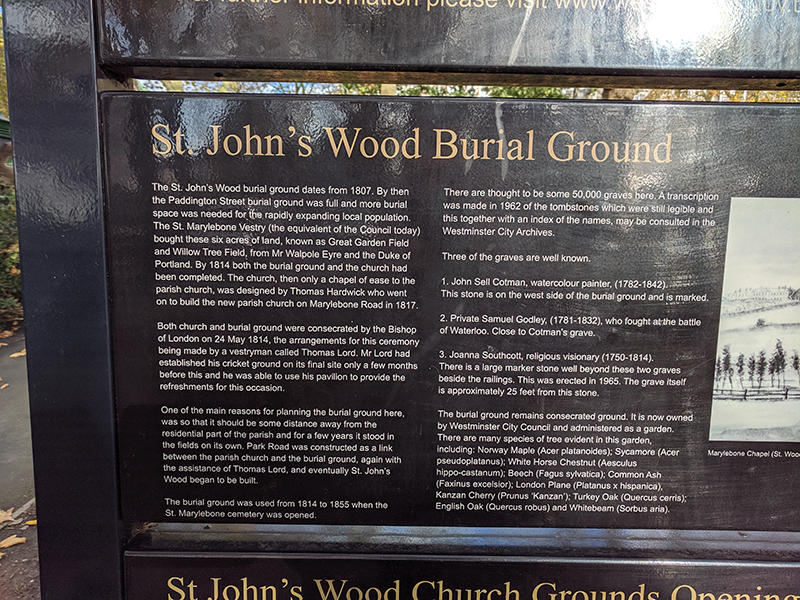 further information please visit www.we
St. John's Wood Burial Ground
The St. John's Wood burial ground dates from 1807. By then
the Paddington Street burial ground was full and more burial
space was needed for the rapidly expanding local population.
The St. Marylebone Vestry (the equivalent of the Council today)
bought these six acres of land, known as Great Garden Field
and Willow Tree Field, from Mr Walpole Eyre and the Duke of
Portland. By 1814 both the burial ground and the church had
been completed. The church, then only a chapel of ease to the
parish church, was designed by Thomas Hardwick who went
on to build the new parish church on Marylebone Road in 1817.
Both church and burial ground were consecrated by the Bishop
of London on 24 May 1814, the arrangements for this ceremony
being made by a vestryman called Thomas Lord. Mr Lord had
established his cricket ground on its final site only a few months
before this and he was able to use his pavilion to provide the
refreshments for this occasion.
One of the main reasons for planning the burial ground here,
was so that it should be some distance away from the
residential part of the parish and for a few years it stood in
the fields on its own. Park Road was constructed as a link
between the parish church and the burial ground, again with
the assistance of Thomas Lord, and eventually St. John's
Wood began to be built.
The burial ground was used from 1814 to 1855 when the
St. Marylebone cemetery was opened.
There are thought to be some 50,000 graves here. A transcription
was made in 1962 of the tombstones which were still legible and
this together with an index of the names, may be consulted in the
Westminster City Archives.
Three of the graves are well known.
1. John Sell Cotman, watercolour painter, (1782-1842).
This stone is on the west side of the burial ground and is marked.
2. Private Samuel Godley, (1781-1832), who fought at the battle
of Waterloo. Close to Cotman's grave.
3. Joanna Southcott, religious visionary (1750-1814).
There is a large marker stone well beyond these two graves
beside the railings. This was erected in 1965. The grave itself
is approximately 25 feet from this stone.
The burial ground remains consecrated ground. It is now owned
by Westminster City Council and administered as a garden.
There are many species of tree evident in this garden,
including: Norway Maple (Acer platanoides); Sycamore (Acer
pseudoplatanus); White Horse Chestnut (Aesculus
hippo-castanum); Beech (Fagus sylvatica); Common Ash
(Faxinus excelsior); London Plane (Platanus x hispanica),
Kanzan Cherry (Prunus 'Kanzan'); Turkey Oak (Quercus cerris);
English Oak (Quercus robus) and Whitebeam (Sorbus aria).
Marylebone Chapel (St. Woo
St John's Wood Church Grounds Opening